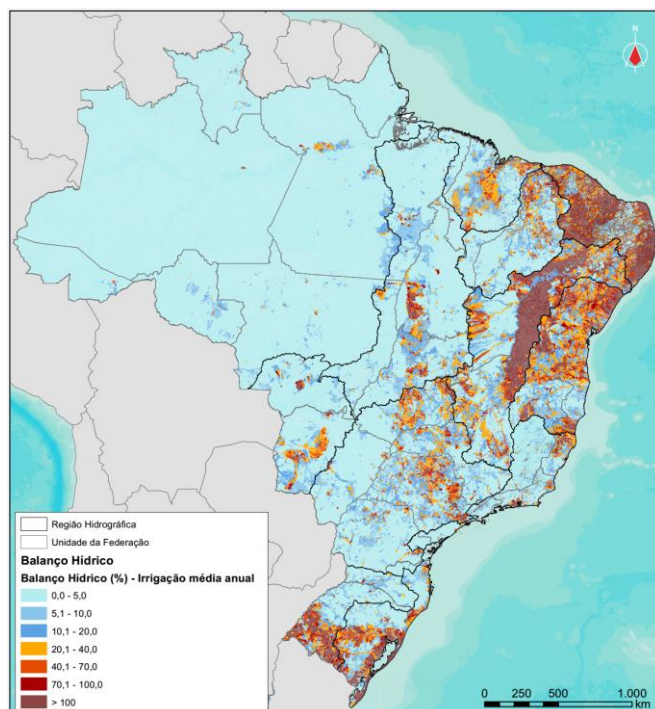 N
Região Hidrográfica
Unidade da Federação
Balanço Hídrico
Balanço Hídrico (%) - Irrigação média anual
0,0 - 5,0
5,1 - 10,0
10,1 - 20,0
20,1 - 40,0
40,1 - 70,0
70,1 - 100,0
> 100
0 250 500 1.000
km